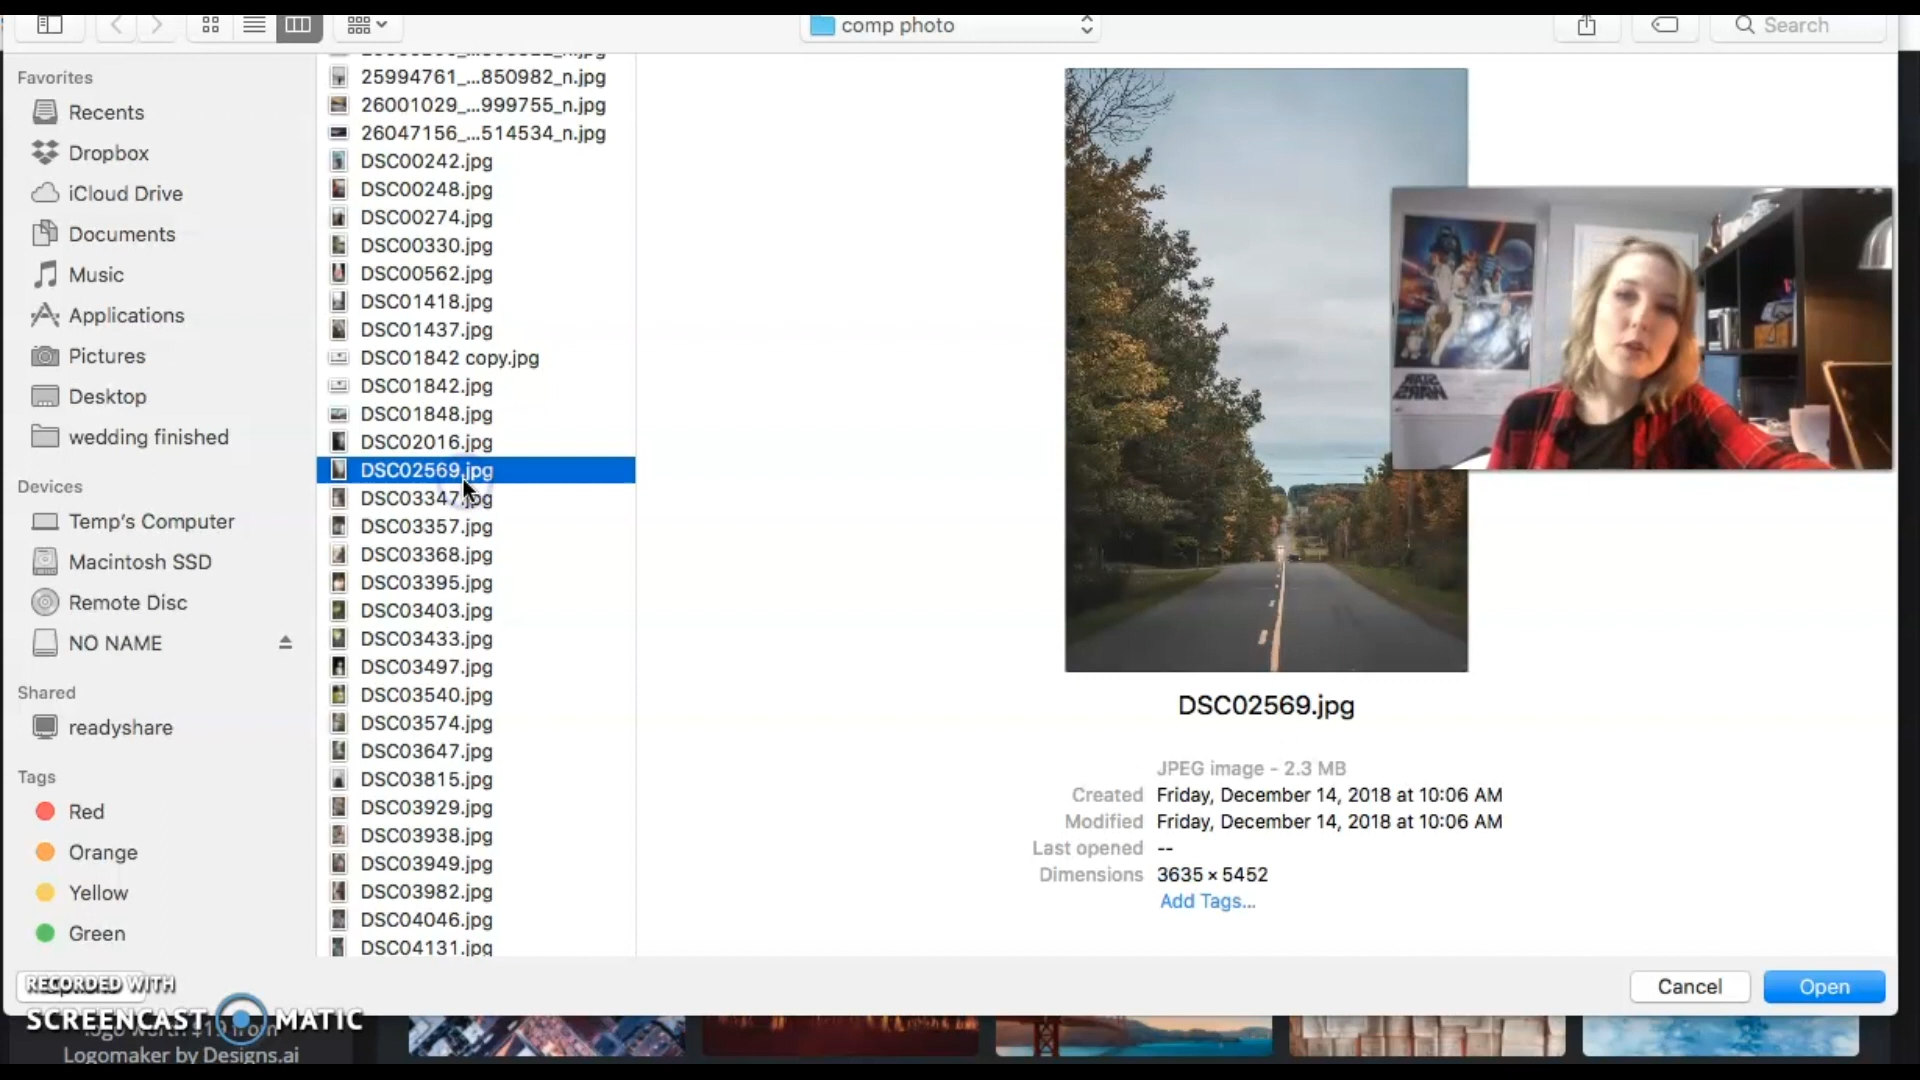 comp photo
Search
Favorites
Recents
Dropbox
iCloud Drive
Documents
Music
Applications
Pictures
Desktop
wedding finished
Devices
Temp's Computer
Macintosh SSD
Remote Disc
NO NAME
Shared
readyshare
Tags
Red
Orange
Yellow
Green
25994761_...850982_n.jpg
26001029_...999755_n.jpg
26047156_...514534_n.jpg
DSC00242.jpg
DSC00248.jpg
DSC00274.jpg
DSC00330.jpg
DSC00562.jpg
DSC01418.jpg
DSC01437.jpg
DSC01842 copy.jpg
DSC01842.jpg
DSC01848.jpg
DSC02016.jpg
DSC02569.jpg
DSC03347.jpg
DSC03357.jpg
DSC03368.jpg
DSC03395.jpg
DSC03403.jpg
DSC03433.jpg
DSC03497.jpg
DSC03540.jpg
DSC03574.jpg
DSC03647.jpg
DSC03815.jpg
DSC03929.jpg
DSC03938.jpg
DSC03949.jpg
DSC03982.jpg
DSC04046.jpg
DSC04131.jpg
STAR
WARS
DSC02569.jpg
JPEG image - 2.3 MB
Created Friday, December 14, 2018 at 10:06 AM
Modified Friday, December 14, 2018 at 10:06 AM
Last opened --
Dimensions 3635 × 5452
Add Tags...
Cancel
Open
RECORDED WITH
SCREENCAST MATIC
from
Logomaker by Designs.ai